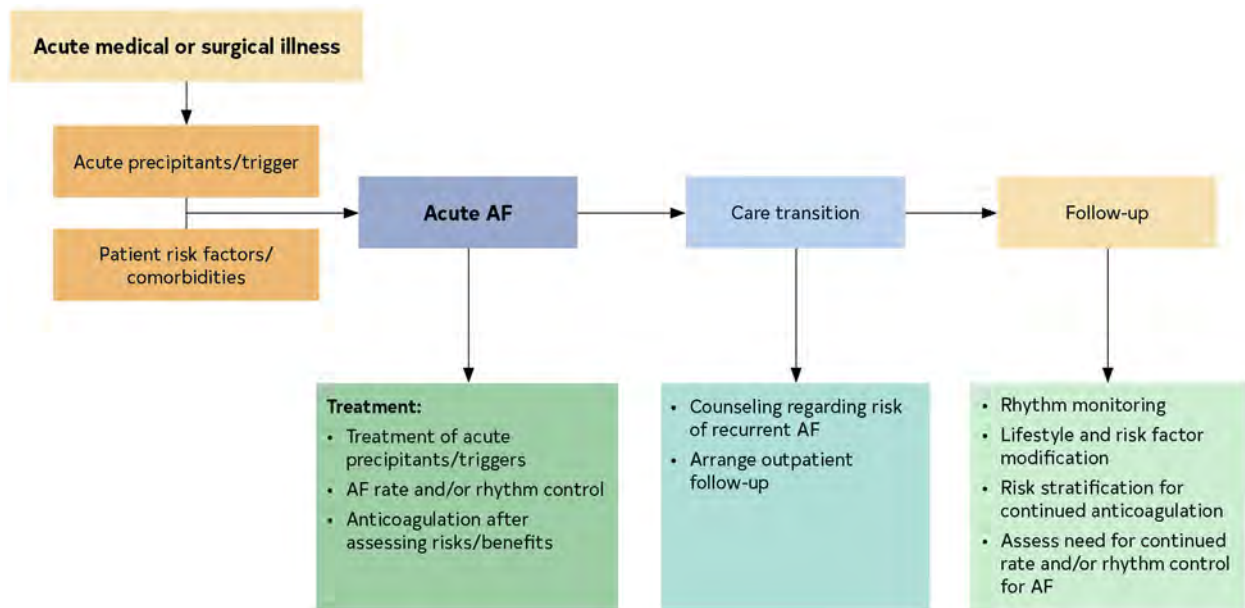 Acute medical or surgical illness
Acute precipitants/trigger
Patient risk factors/
comorbidities
Acute AF
Care transition
Follow-up
Treatment:
• Treatment of acute
precipitants/triggers
• AF rate and/or rhythm control
• Anticoagulation after
assessing risks/benefits
• Counseling regarding risk
of recurrent AF
• Arrange outpatient
follow-up
• Rhythm monitoring
• Lifestyle and risk factor
modification
• Risk stratification for
continued anticoagulation
• Assess need for continued
rate and/or rhythm control
for AF